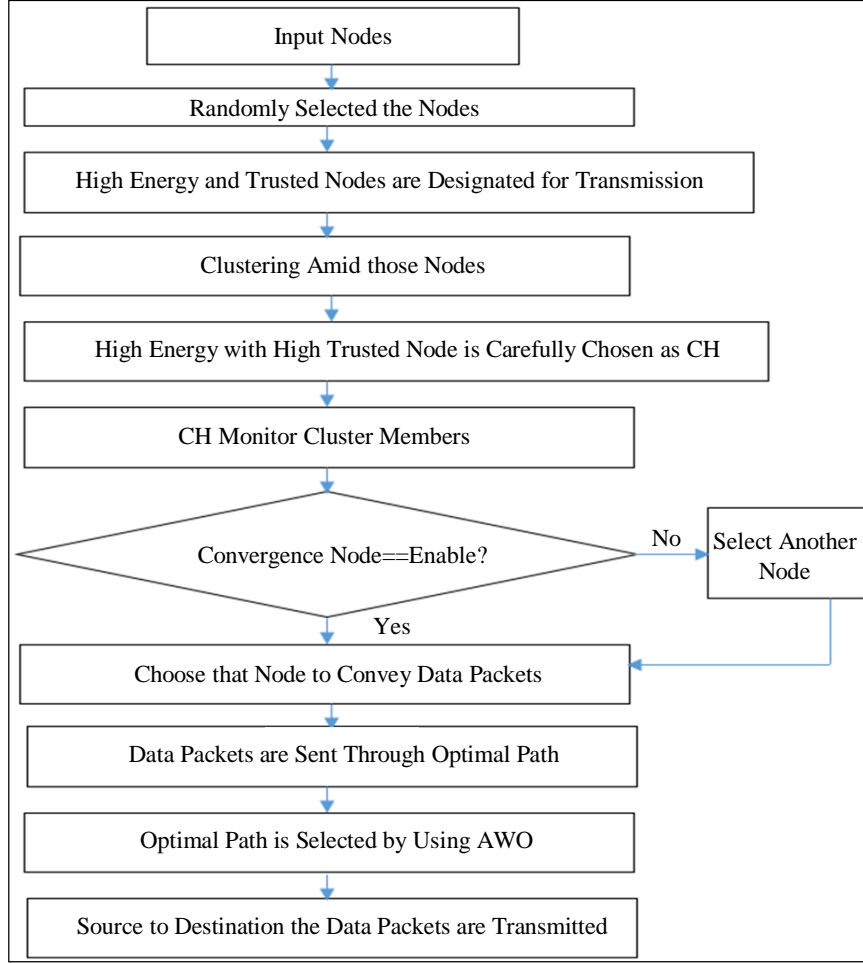 Input Nodes
Randomly Selected the Nodes
High Energy and Trusted Nodes are Designated for Transmission
Clustering Amid those Nodes
High Energy with High Trusted Node is Carefully Chosen as CH
CH Monitor Cluster Members
Convergence Node==Enable?
No
Select Another
Node
Yes
Choose that Node to Convey Data Packets
Data Packets are Sent Through Optimal Path
Optimal Path is Selected by Using AWO
Source to Destination the Data Packets are Transmitted